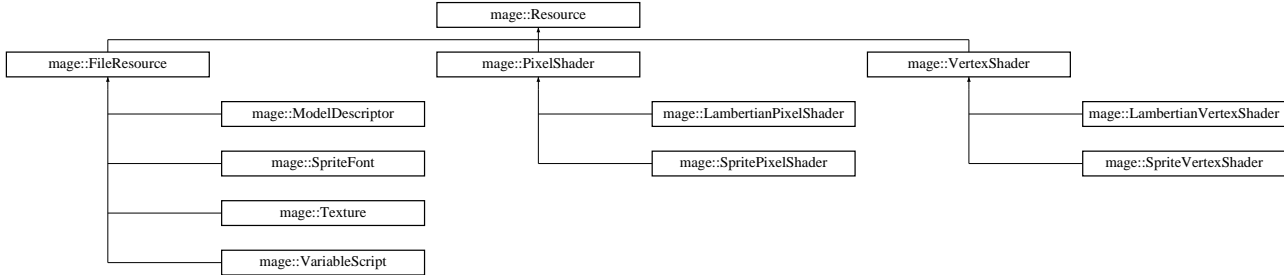 mage::Resource
mage::FileResource
mage::PixelShader
mage::VertexShader
mage::ModelDescriptor
mage::LambertianPixelShader
mage::LambertianVertexShader
mage::SpriteFont
mage::SpritePixelShader
mage::SpriteVertexShader
mage::Texture
mage::VariableScript